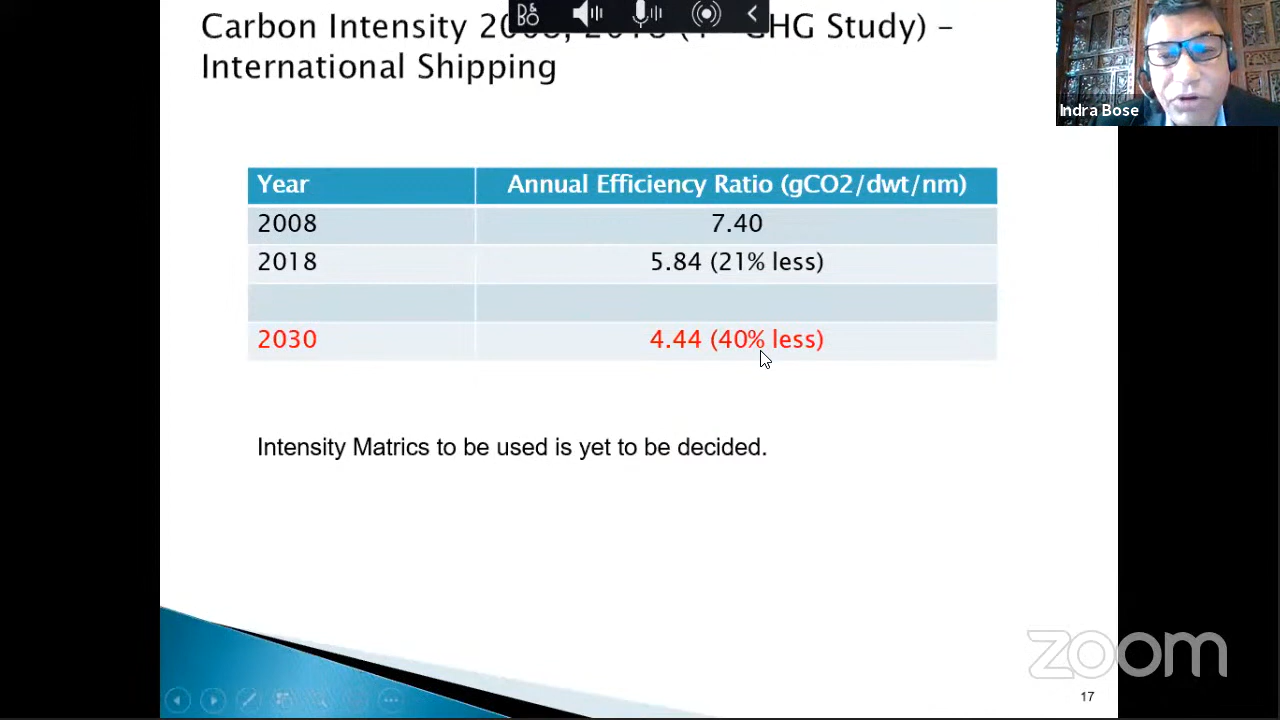 Carbon Intensity GHG Study) –
International Shipping
Indra Bose
Year Annual Efficiency Ratio (gCO2/dwt/nm)
2008 7.40
2018 5.84 (21% less)
2030 4.44 (40% less)
Intensity Matrics to be used is yet to be decided.
zoom
17